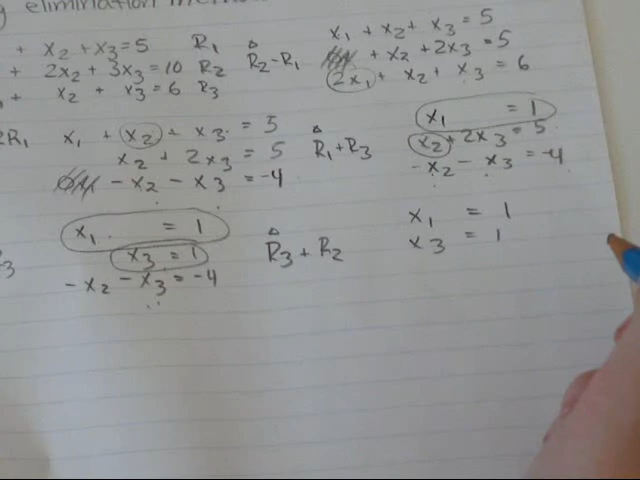 elimination
+ x₂ + x₃ = 5 R₁
+ 2x₂ + 3x₃ = 10 R₂ R₂-R₁
+ x₂ + x₃ = 6 R₃
x₁ + x₂ + x₃ = 5
+ x₂ + 2x₃ = 5
2x₁ + x₂ + x₃ = 6
2R₁ x₁ + x₂ + x₃ = 5
x₂ + 2x₃ = 5 R₁+R₃
-x₂ - x₃ = -4
x₁ = 1
x₂ + 2x₃ = 5
-x₂ - x₃ = -4
x₁ = 1
x₃ = 1 R₃+R₂
-x₂ - x₃ = -4
x₁ = 1
x₃ = 1